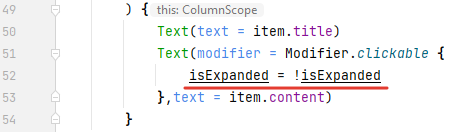 49 ) { this: ColumnScope
50 Text(text = item.title)
51 Text(modifier = Modifier.clickable {
52 isExpanded = !isExpanded
53 },text = item.content)
54 }